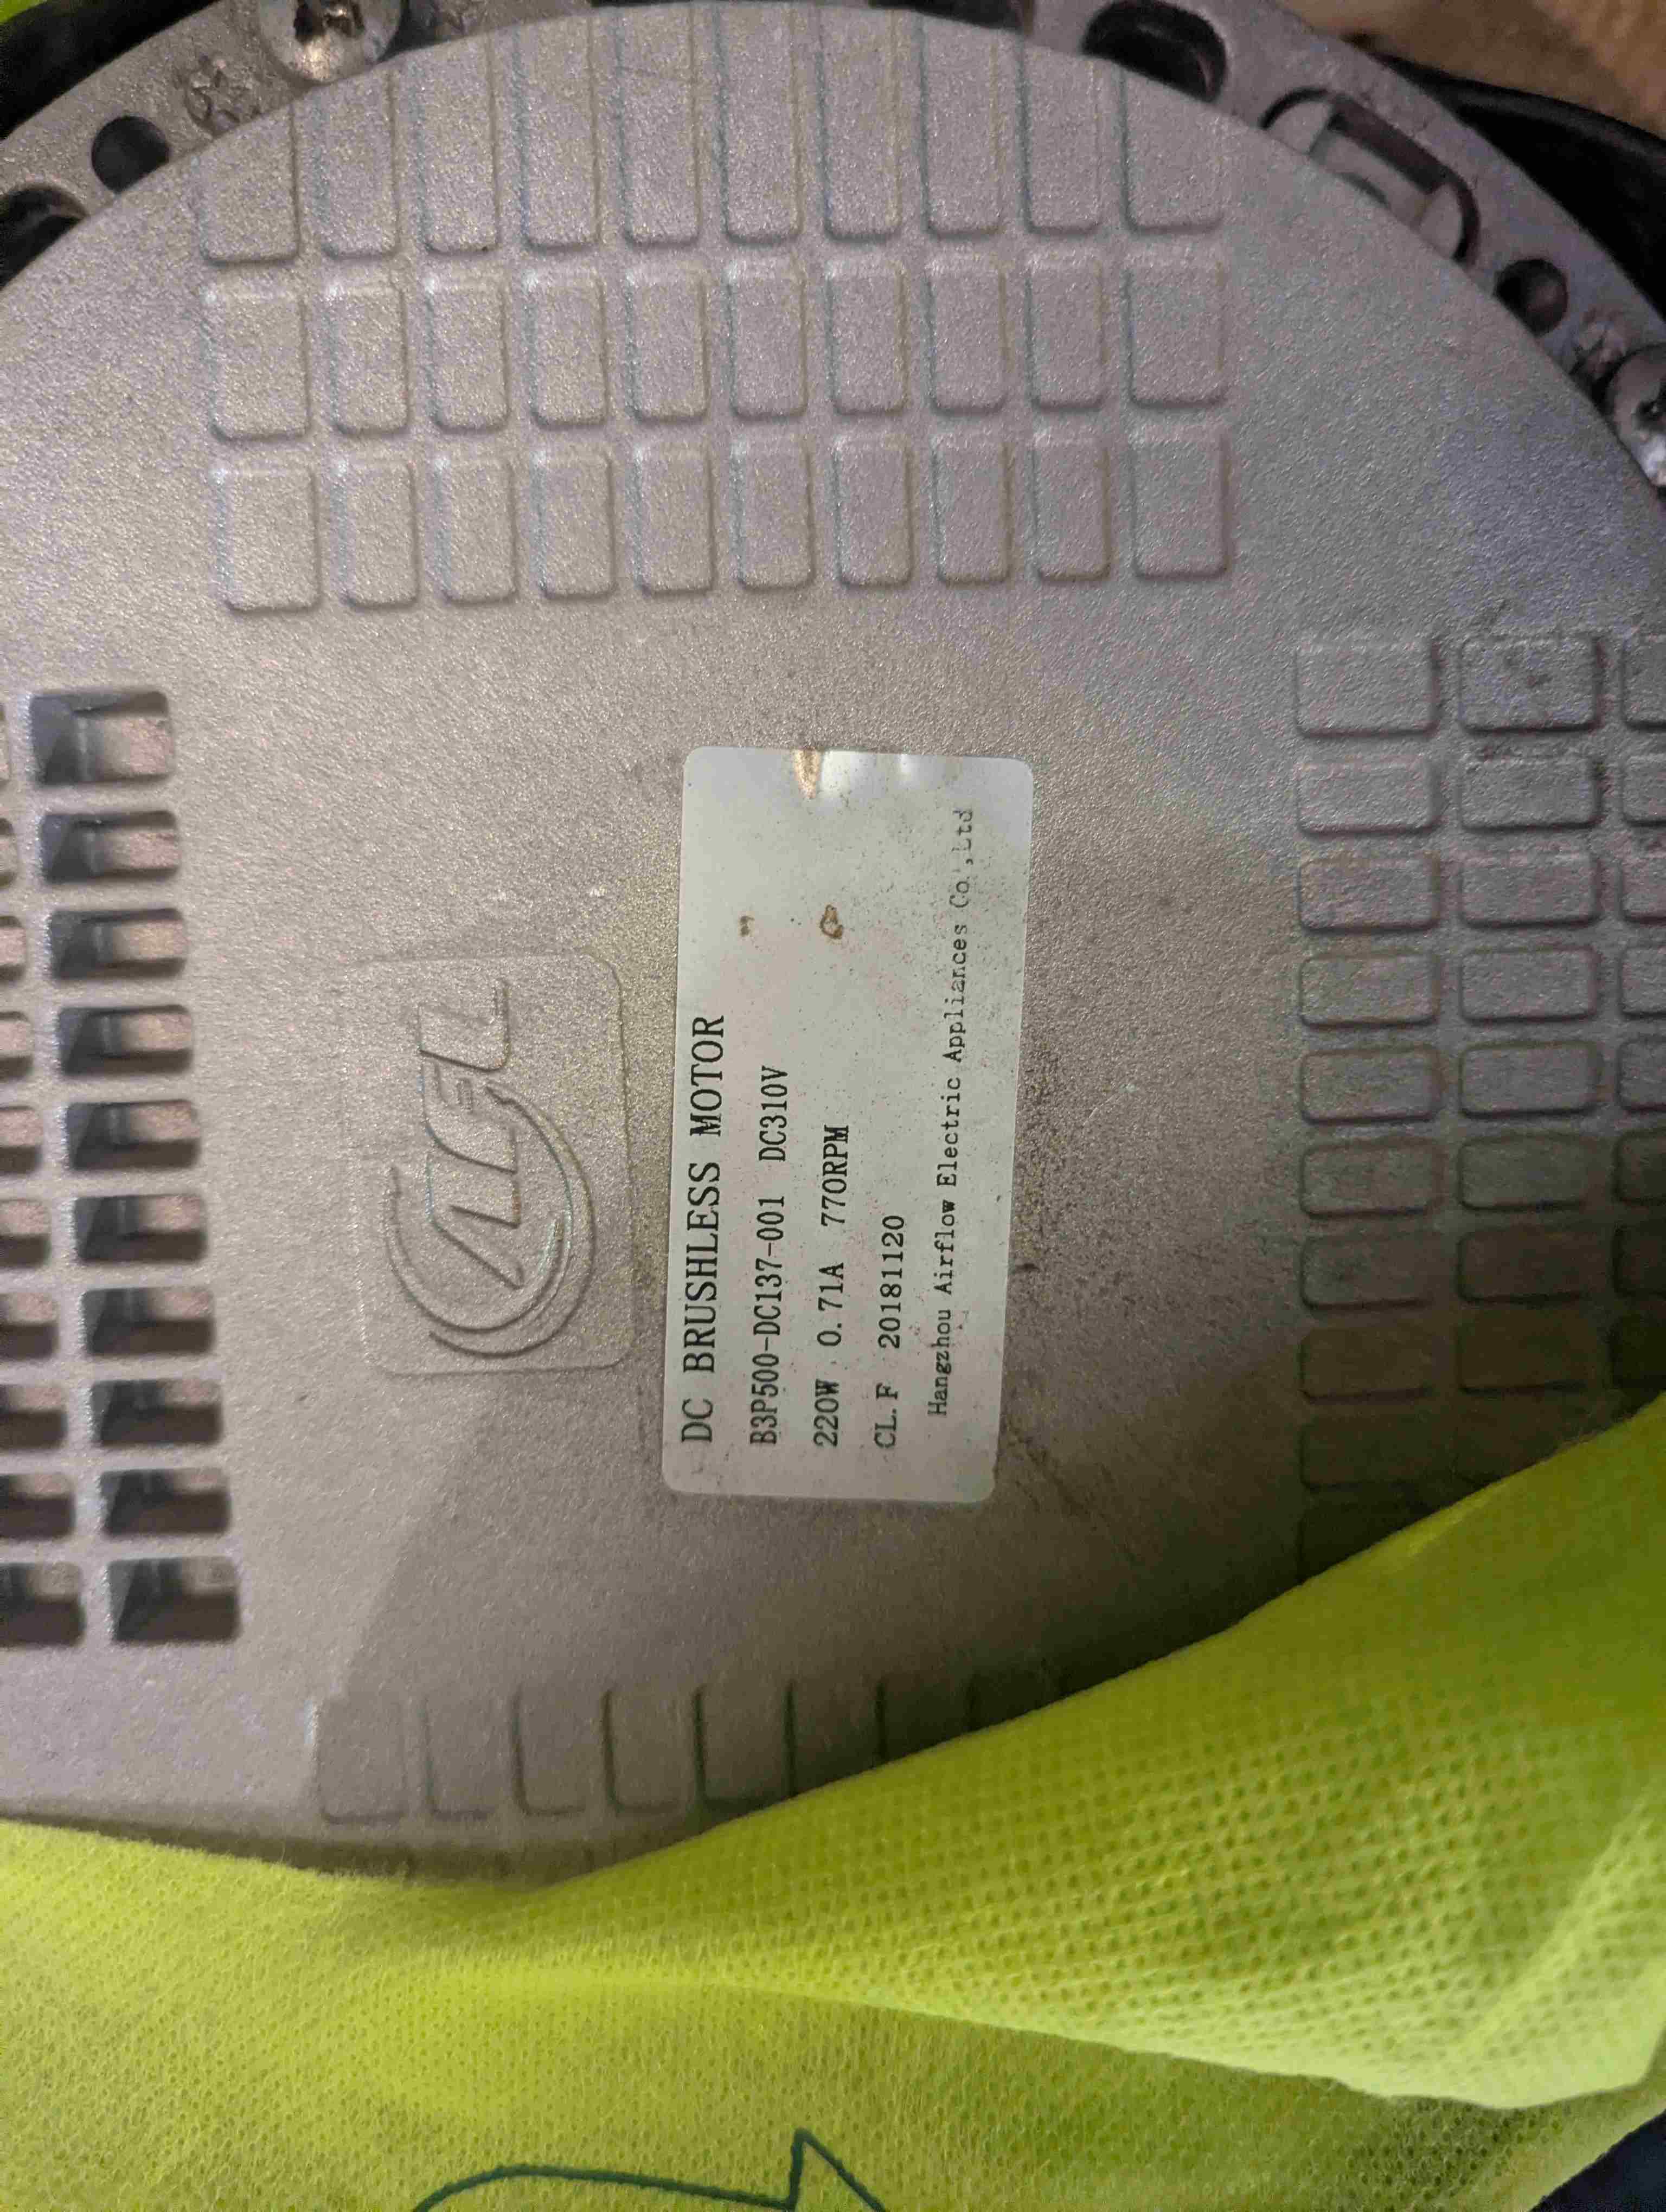 ALFL
DC BRUSHLESS MOTOR
B3P500-DC137-001 DC310V
220W 0.71A 770RPM
CL.F 20181120
Hangzhou Airflow Electric Appliances Co.,Ltd